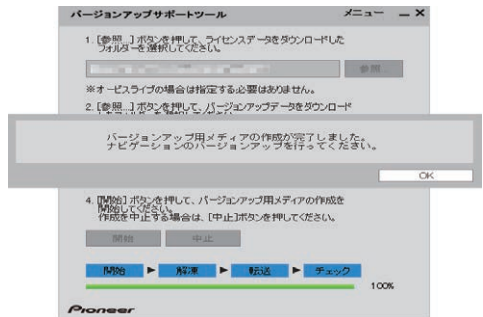 バージョンアップサポートツール
メニュー
1. [参照...] ボタンを押して、ライセンスデータをダウンロードした
フォルダーを選択してください。
参照...
※オービスライブの場合は指定する必要はありません。
2. [参照...] ボタンを押して、バージョンアップデータをダウンロード
バージョンアップ用メディアの作成が完了しました。
ナビゲーションのバージョンアップを行ってください。
OK
4. [開始] ボタンを押して、バージョンアップ用メディアの作成を
開始してください。
作成を中止する場合は、[中止]ボタンを押してください。
開始
中止
開始 ▶ 解凍 ▶ 転送 ▶ チェック
100%
Pioneer